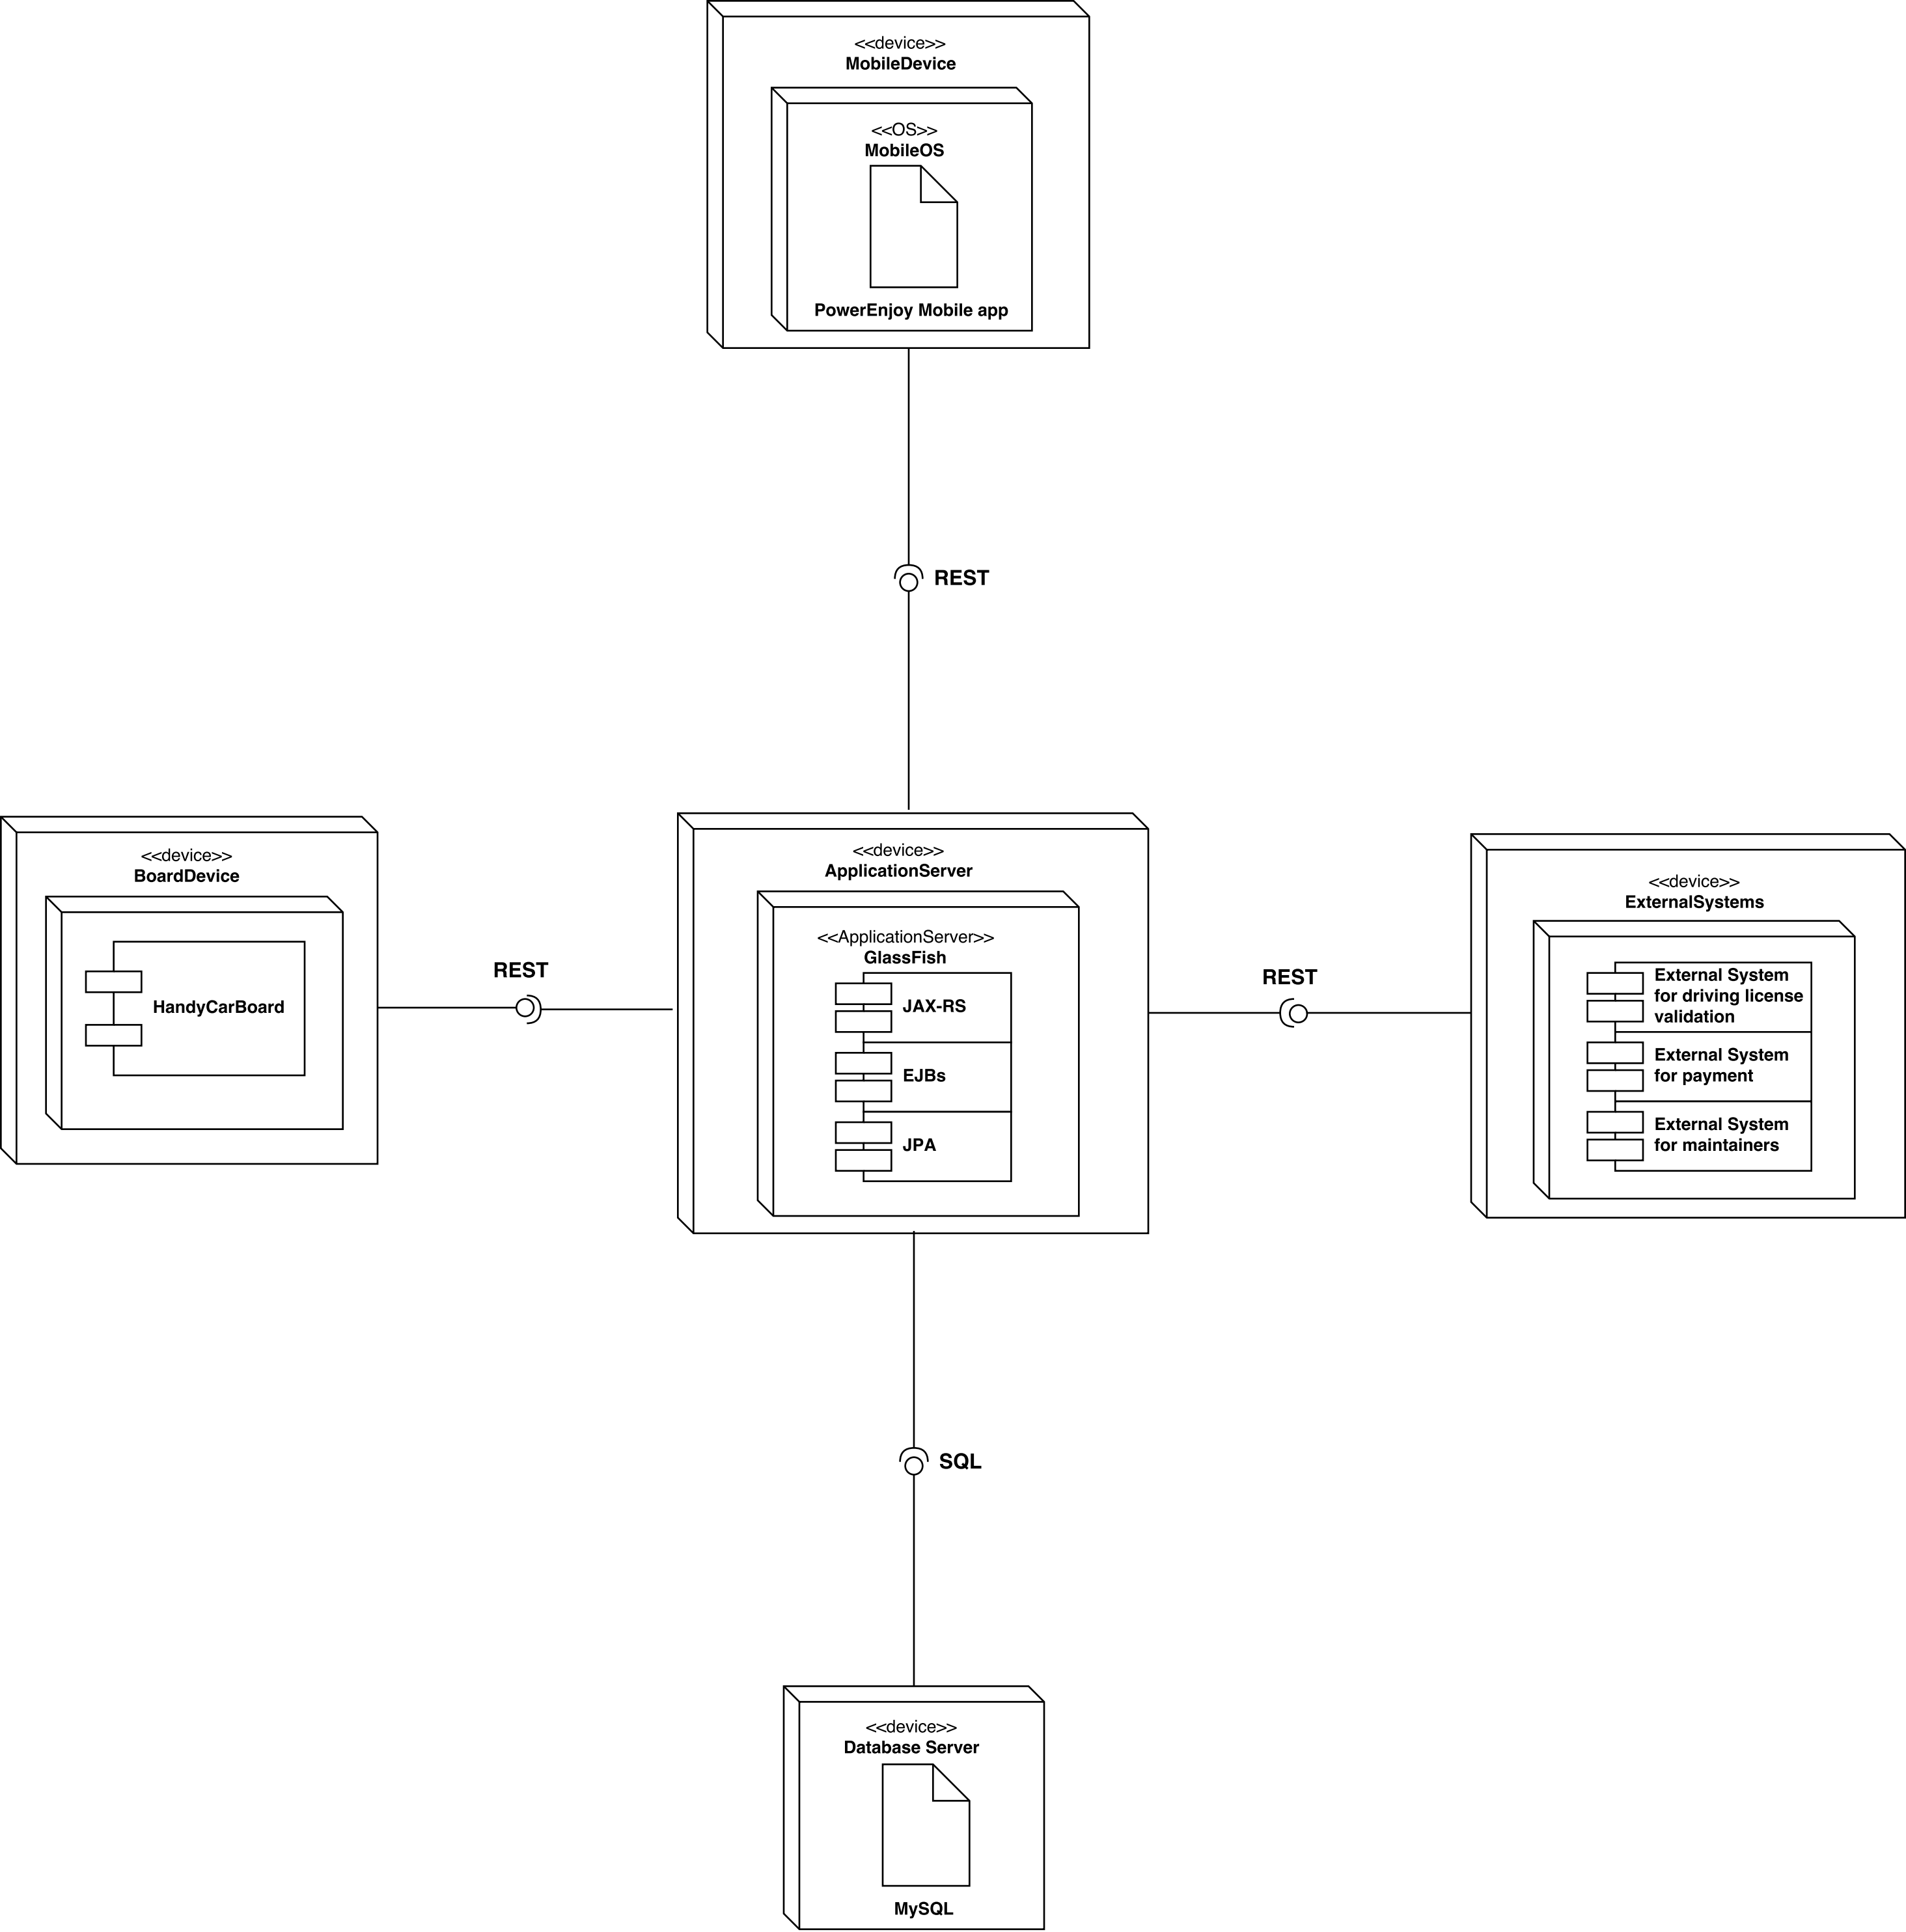 <<device>>
MobileDevice
<<OS>>
MobileOS
PowerEnjoy Mobile app
REST
<<device>>
BoardDevice
HandyCarBoard
REST
<<device>>
ApplicationServer
<<ApplicationServer>>
GlassFish
JAX-RS
EJBs
JPA
REST
<<device>>
ExternalSystems
External System
for driving license
validation
External System
for payment
External System
for maintainers
SQL
<<device>>
Database Server
MySQL